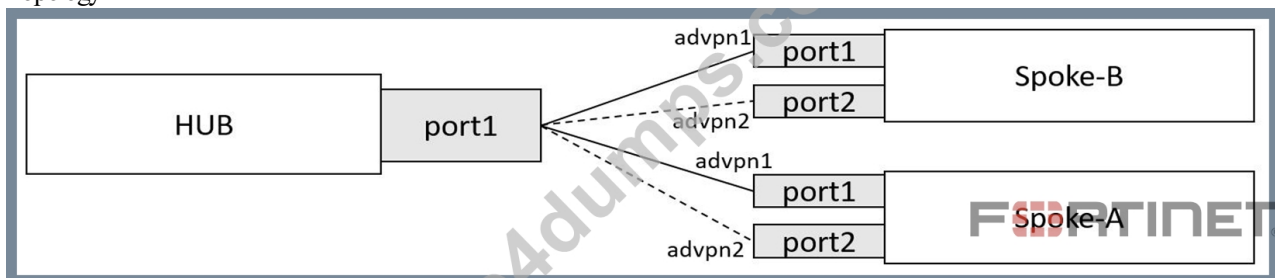 HUB
port1
advpn1
port1
port2
advpn2
Spoke-B
advpn1
port1
port2
advpn2
Spoke-A
FORTINET